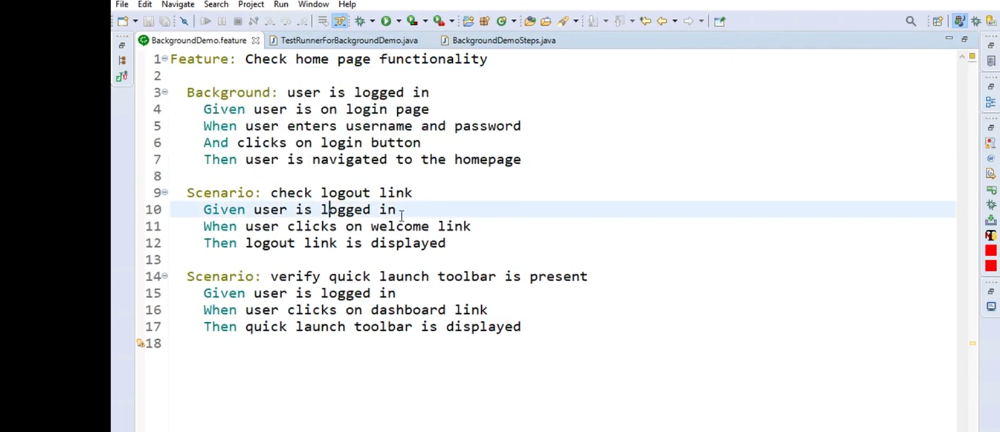 File Edit Navigate Search Project Run Window Help
BackgroundDemo.feature TestRunnerForBackgroundDemo.java BackgroundDemoSteps.java
1 Feature: Check home page functionality
2
3 Background: user is logged in
4 Given user is on login page
5 When user enters username and password
6 And clicks on login button
7 Then user is navigated to the homepage
8
9 Scenario: check logout link
10 Given user is logged in
11 When user clicks on welcome link
12 Then logout link is displayed
13
14 Scenario: verify quick launch toolbar is present
15 Given user is logged in
16 When user clicks on dashboard link
17 Then quick launch toolbar is displayed
18